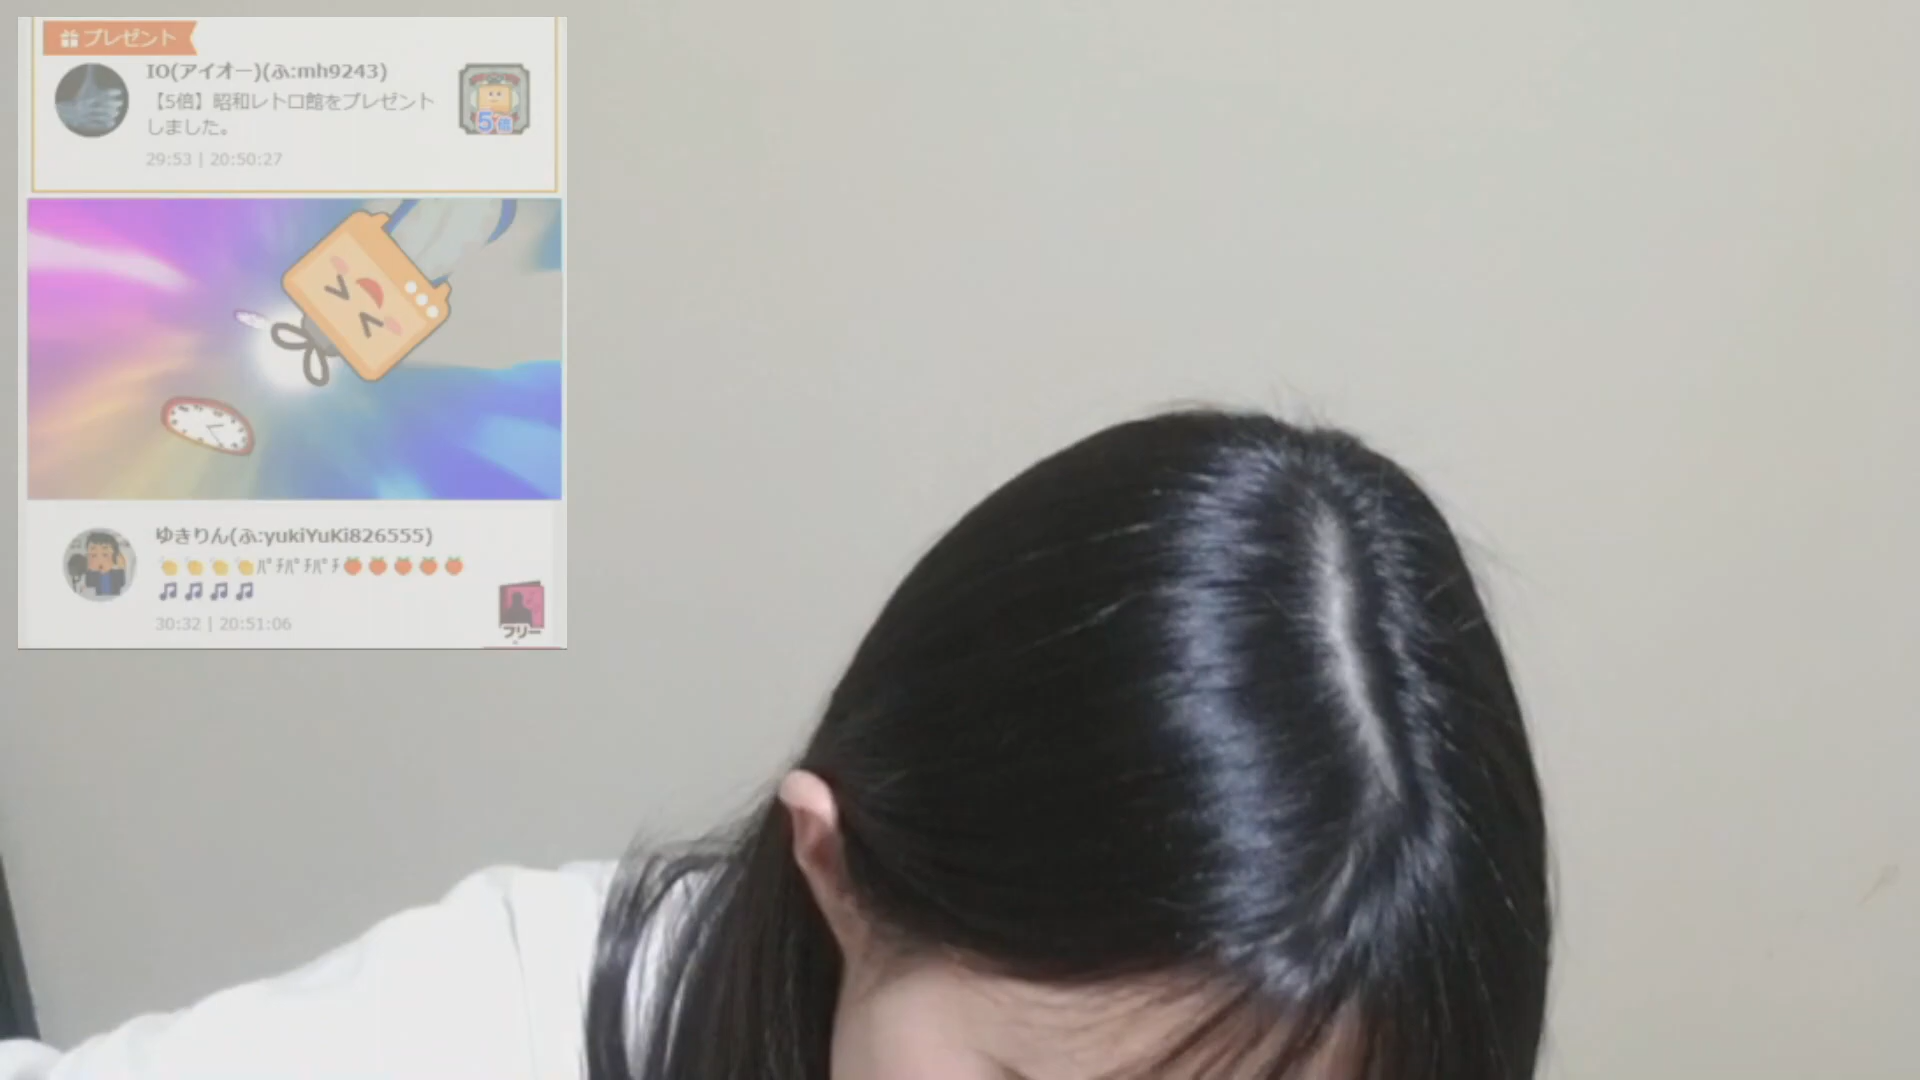 プレゼント
IO(アイオー)(ふ:mh9243)
【5倍】昭和レトロ館をプレゼント
しました。
5倍
29:53 | 20:50:27
ゆきりん(ふ:yukiYuKi826555)
👏👏👏👏ﾊﾟﾁﾊﾟﾁﾊﾟﾁ🍅🍅🍅🍅🍅
🎵🎵🎵🎵
30:32 | 20:51:06
フリー